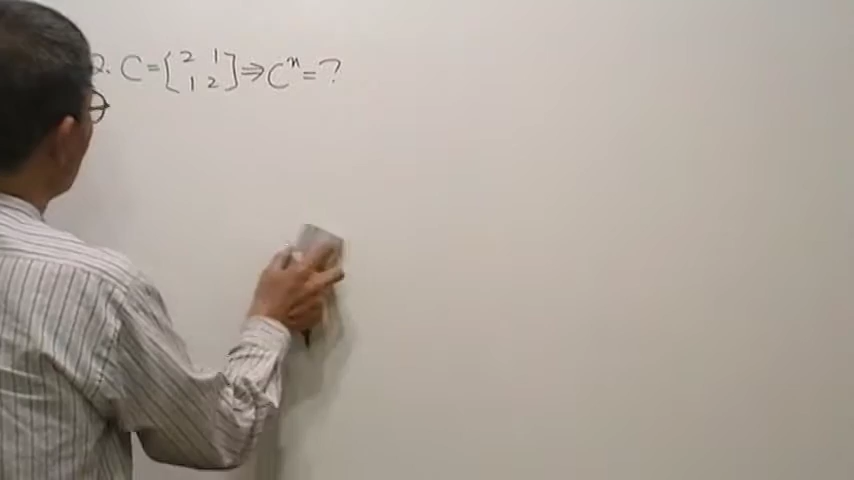 2. C = [2 1; 1 2] ⇒ Cⁿ = ?